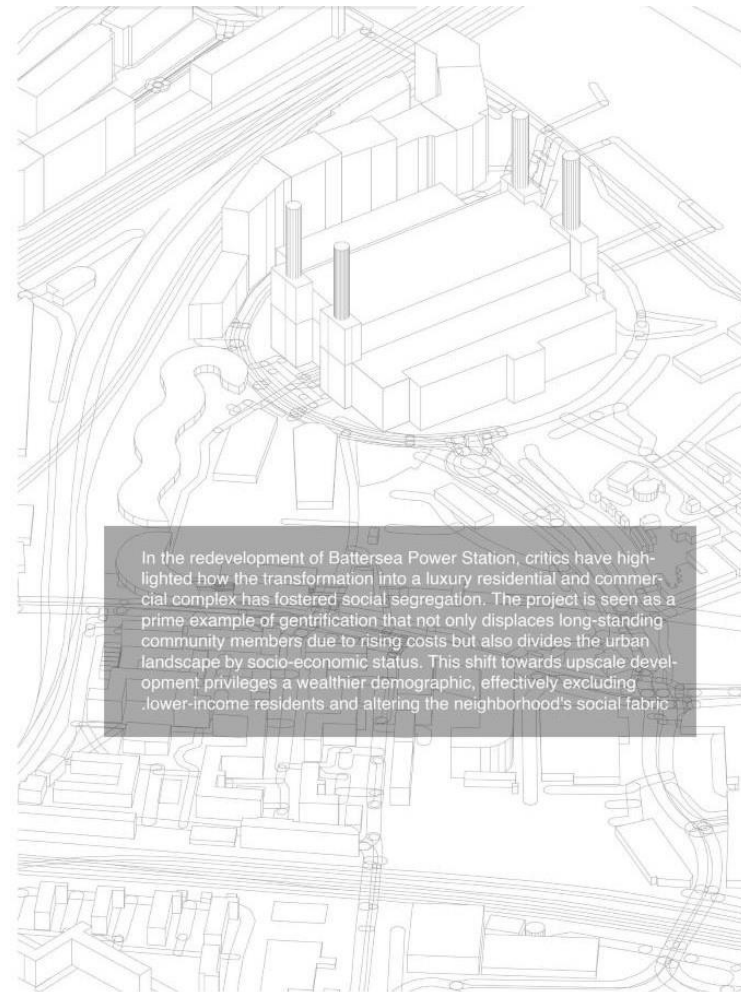 In the redevelopment of Battersea Power Station, critics have high-
lighted how the transformation into a luxury residential and commer-
cial complex has fostered social segregation. The project is seen as a
prime example of gentrification that not only displaces long-standing
community members due to rising costs but also divides the urban
landscape by socio-economic status. This shift towards upscale devel-
opment privileges a wealthier demographic, effectively excluding
.lower-income residents and altering the neighborhood's social fabric